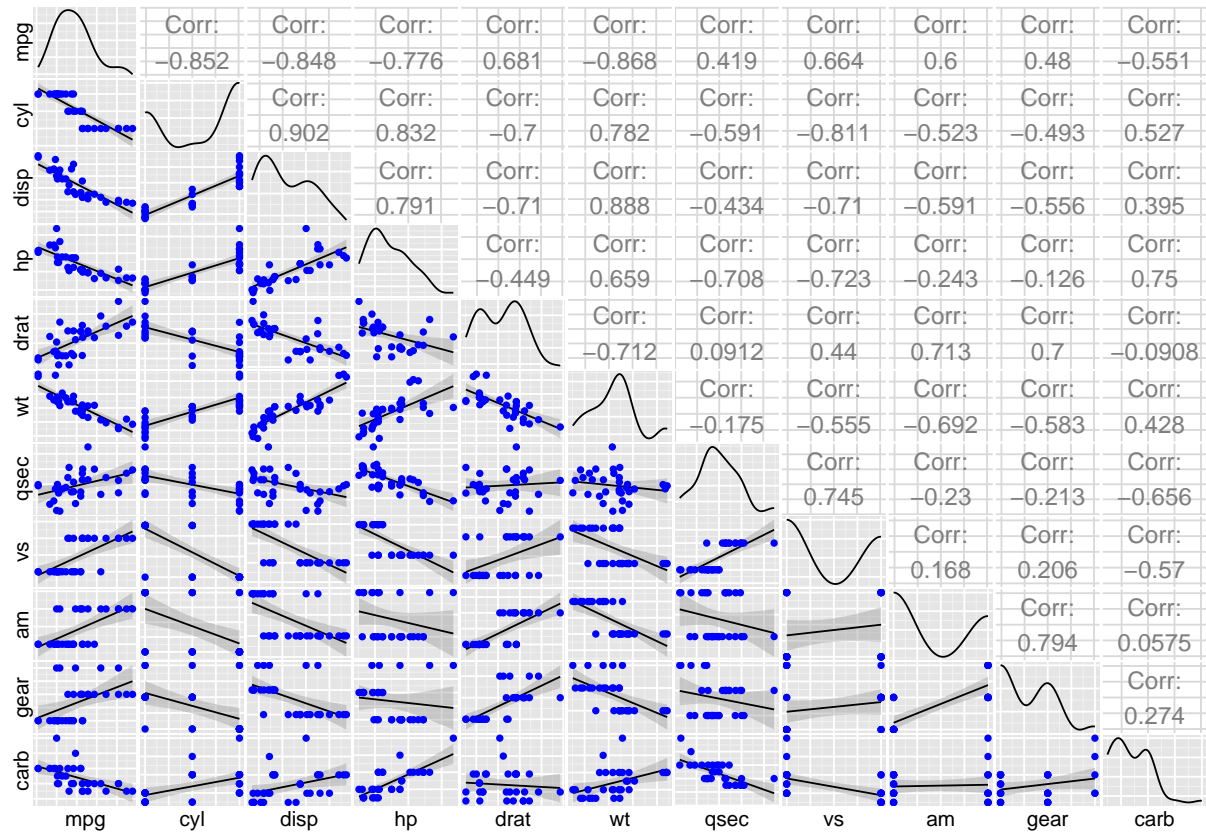 mpg
Corr: Corr: Corr: Corr: Corr: Corr: Corr: Corr: Corr: Corr:
−0.852 −0.848 −0.776 0.681 −0.868 0.419 0.664 0.6 0.48 −0.551
cyl
Corr: Corr: Corr: Corr: Corr: Corr: Corr: Corr: Corr:
0.902 0.832 −0.7 0.782 −0.591 −0.811 −0.523 −0.493 0.527
disp
Corr: Corr: Corr: Corr: Corr: Corr: Corr: Corr:
0.791 −0.71 0.888 −0.434 −0.71 −0.591 −0.556 0.395
hp
Corr: Corr: Corr: Corr: Corr: Corr: Corr:
−0.449 0.659 −0.708 −0.723 −0.243 −0.126 0.75
drat
Corr: Corr: Corr: Corr: Corr: Corr:
−0.712 0.0912 0.44 0.713 0.7 −0.0908
wt
Corr: Corr: Corr: Corr: Corr:
−0.175 −0.555 −0.692 −0.583 0.428
qsec
Corr: Corr: Corr: Corr:
0.745 −0.23 −0.213 −0.656
vs
Corr: Corr: Corr:
0.168 0.206 −0.57
am
Corr: Corr:
0.794 0.0575
gear
Corr:
0.274
carb
mpg cyl disp hp drat wt qsec vs am gear carb